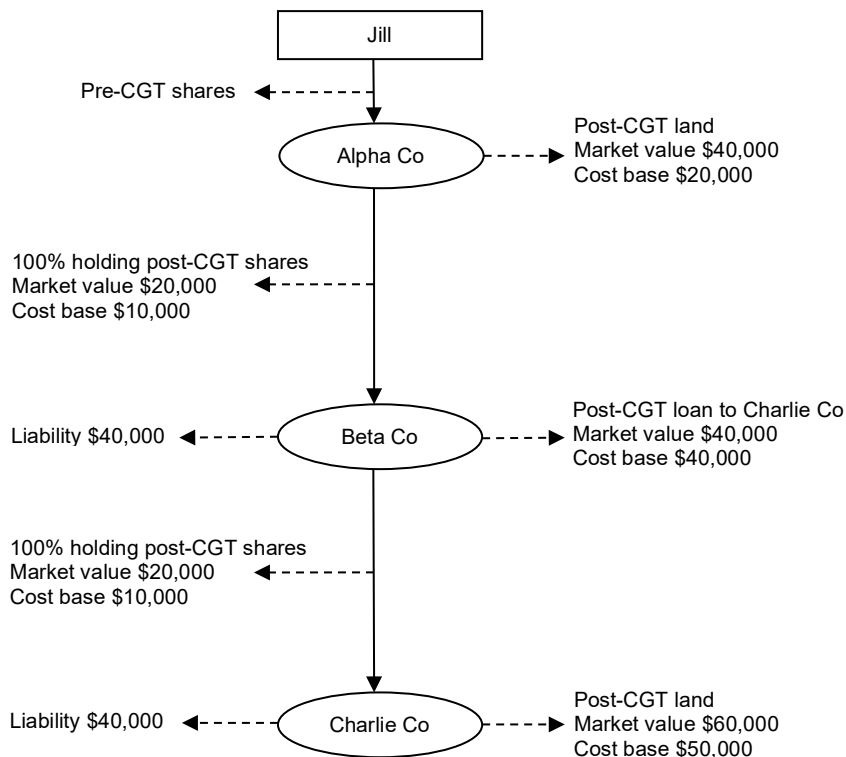 Jill
Pre-CGT shares
Alpha Co
Post-CGT land
Market value $40,000
Cost base $20,000
100% holding post-CGT shares
Market value $20,000
Cost base $10,000
Liability $40,000
Beta Co
Post-CGT loan to Charlie Co
Market value $40,000
Cost base $40,000
100% holding post-CGT shares
Market value $20,000
Cost base $10,000
Liability $40,000
Charlie Co
Post-CGT land
Market value $60,000
Cost base $50,000